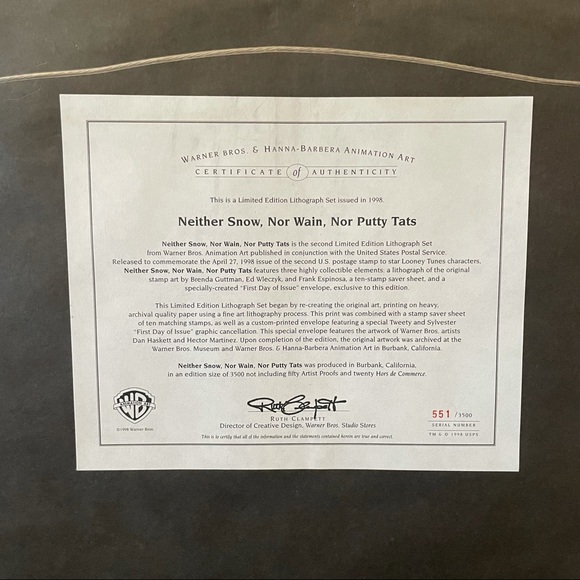 WARNER BROS. & HANNA-BARBERA ANIMATION ART
CERTIFICATE of AUTHENTICITY
This is a Limited Edition Lithograph Set issued in 1998.
Neither Snow, Nor Wain, Nor Putty Tats
Neither Snow, Nor Wain, Nor Putty Tats is the second Limited Edition Lithograph Set
from Warner Bros. Animation Art published in conjunction with the United States Postal Service.
Released to commemorate the April 27, 1998 issue of the second U.S. postage stamp to star Looney Tunes characters,
Neither Snow, Nor Wain, Nor Putty Tats features three highly collectible elements: a lithograph of the original
stamp art by Brenda Guttman, Ed Wleczyk, and Frank Espinosa, a ten-stamp saver sheet, and a
specially-created "First Day of Issue" envelope, exclusive to this edition.
This Limited Edition Lithograph Set began by re-creating the original art, printing on heavy,
archival quality paper using a fine art lithography process. This print was combined with a stamp saver sheet
of ten matching stamps, as well as a custom-printed envelope featuring a special Tweety and Sylvester
"First Day of Issue" graphic cancellation. This special envelope features the artwork of Warner Bros. artists
Dan Haskett and Hector Martinez. Upon completion of the edition, the original artwork was archived at the
Warner Bros. Museum and Warner Bros. & Hanna-Barbera Animation Art in Burbank, California.
Neither Snow, Nor Wain, Nor Putty Tats was produced in Burbank, California,
in an edition size of 3500 not including fifty Artist Proofs and twenty Hors de Commerce.
WB
ANIMATION ART
©1998 Warner Bros.
Ruth Clampett
RUTH CLAMPETT
Director of Creative Design, Warner Bros. Studio Stores
This is to certify that all of the information and the statements contained herein are true and correct.
551 /3500
SERIAL NUMBER
TM & © 1998 USPS